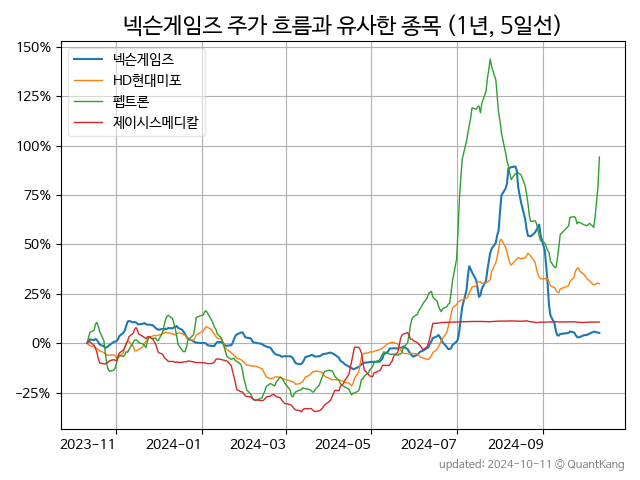 넥슨게임즈 주가 흐름과 유사한 종목 (1년, 5일선)
150%
125%
100%
75%
50%
25%
0%
−25%
넥슨게임즈
HD현대미포
펩트론
제이시스메디칼
2023-11 2024-01 2024-03 2024-05 2024-07 2024-09
updated: 2024-10-11 © QuantKang